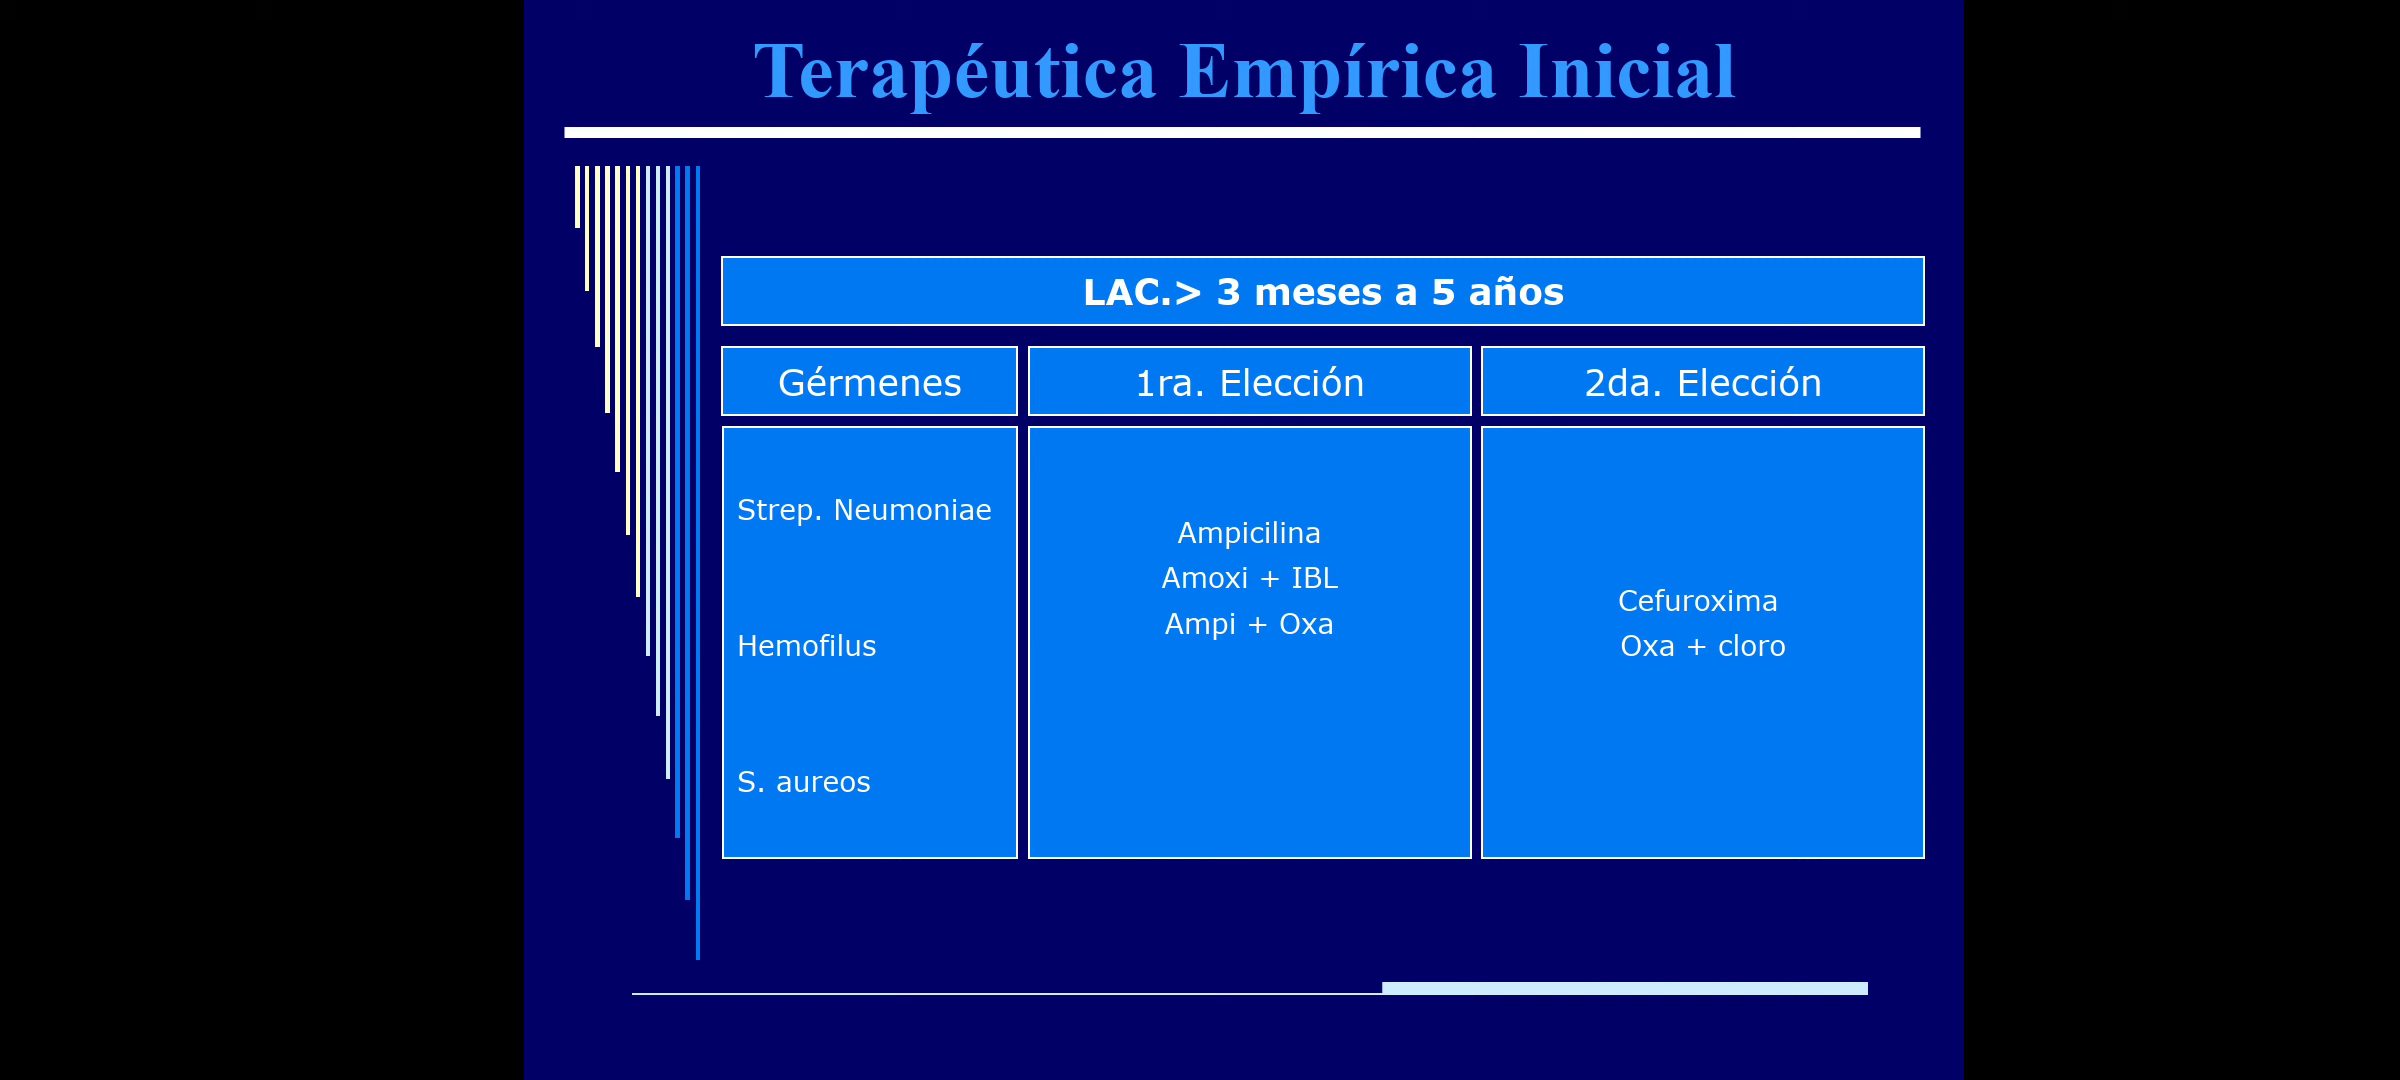 Terapéutica Empírica Inicial
LAC.> 3 meses a 5 años
Gérmenes
1ra. Elección
2da. Elección
Strep. Neumoniae
Hemofilus
S. aureos
Ampicilina
Amoxi + IBL
Ampi + Oxa
Cefuroxima
Oxa + cloro